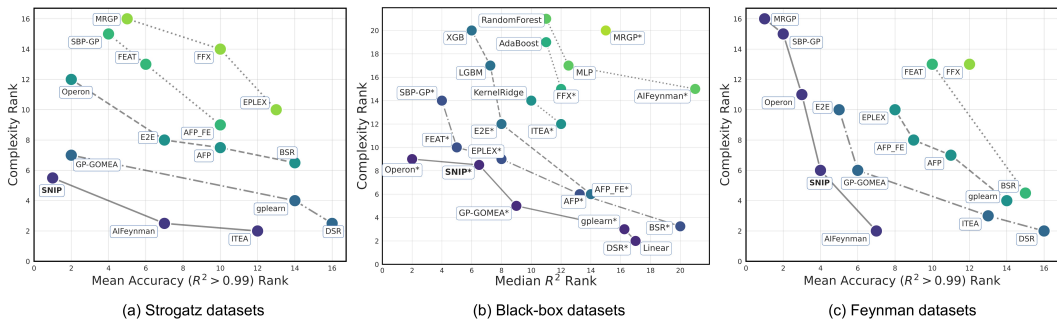 Complexity Rank
16
14
12
10
8
6
4
2
0
0
2
4
6
8
10
12
14
16
Mean Accuracy (R² > 0.99) Rank
MRGP
SBP-GP
FEAT
FFX
Operon
EPLEX
AFP_FE
E2E
AFP
BSR
GP-GOMEA
SNIP
gplearn
AIFeynman
ITEA
DSR
(a) Strogatz datasets
Complexity Rank
20
18
16
14
12
10
8
6
4
2
0
0
2
4
6
8
10
12
14
16
18
20
Median R² Rank
RandomForest
XGB
MRGP*
AdaBoost
LGBM
MLP
SBP-GP*
KernelRidge
FFX*
AIFeynman*
FEAT*
E2E*
ITEA*
EPLEX*
Operon*
SNIP*
AFP_FE*
AFP*
GP-GOMEA*
gplearn*
BSR*
DSR*
Linear
(b) Black-box datasets
Complexity Rank
16
14
12
10
8
6
4
2
0
0
2
4
6
8
10
12
14
16
Mean Accuracy (R² > 0.99) Rank
MRGP
SBP-GP
FEAT
FFX
Operon
E2E
EPLEX
AFP_FE
AFP
SNIP
GP-GOMEA
BSR
gplearn
ITEA
AIFeynman
DSR
(c) Feynman datasets